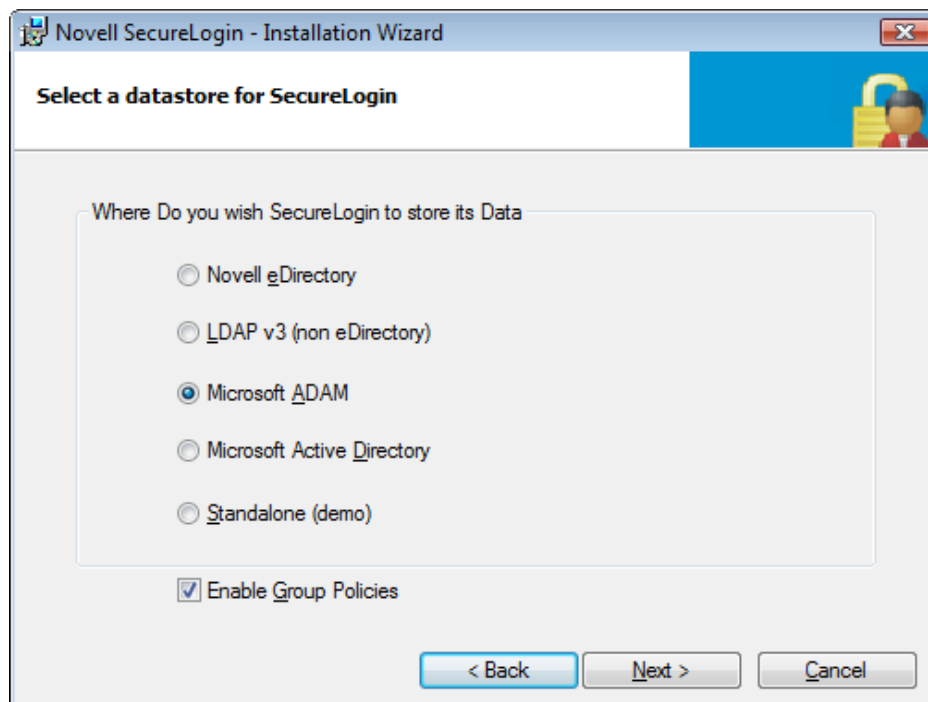 Novell SecureLogin - Installation Wizard
Select a datastore for SecureLogin
Where Do you wish SecureLogin to store its Data
Novell eDirectory
LDAP v3 (non eDirectory)
Microsoft ADAM
Microsoft Active Directory
Standalone (demo)
Enable Group Policies
< Back Next > Cancel